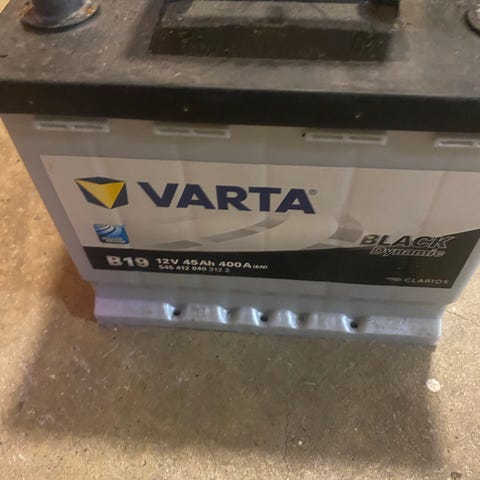 VARTA®
BLACK
Dynamic
B19 12V 45Ah 400A(EN)
545 412 040 312 2
CLARIOS